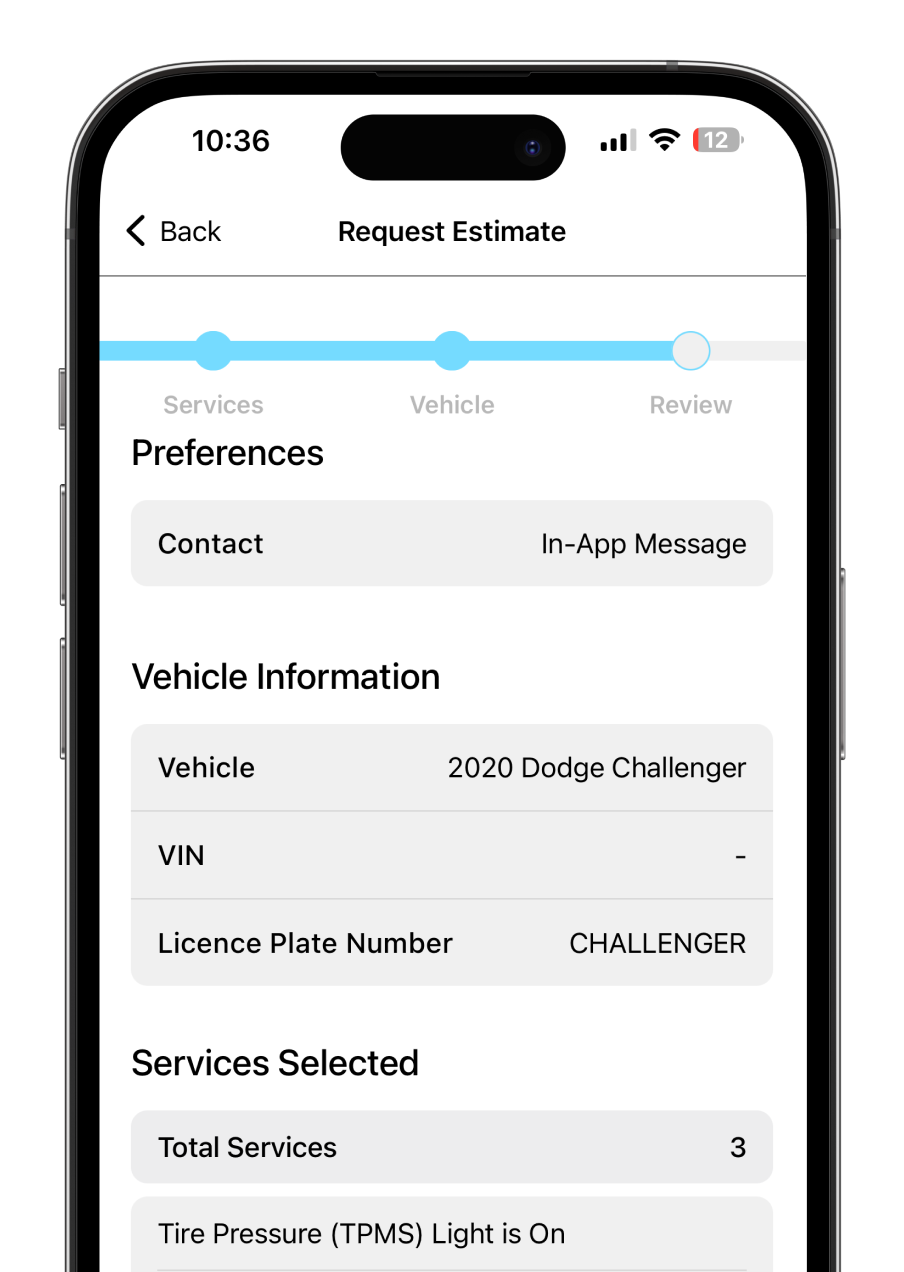 10:36 12
Back Request Estimate
Services Vehicle Review
Preferences
Contact In-App Message
Vehicle Information
Vehicle 2020 Dodge Challenger
VIN -
Licence Plate Number CHALLENGER
Services Selected
Total Services 3
Tire Pressure (TPMS) Light is On